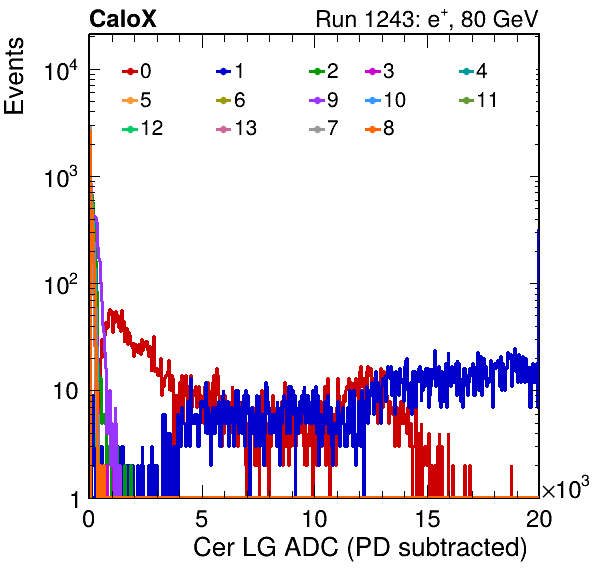 CaloX Run 1243: e⁺, 80 GeV
Events
0 1 2 3 4
5 6 9 10 11
12 13 7 8
10⁴
10³
10²
10
1
0 5 10 15 20
×10³
Cer LG ADC (PD subtracted)